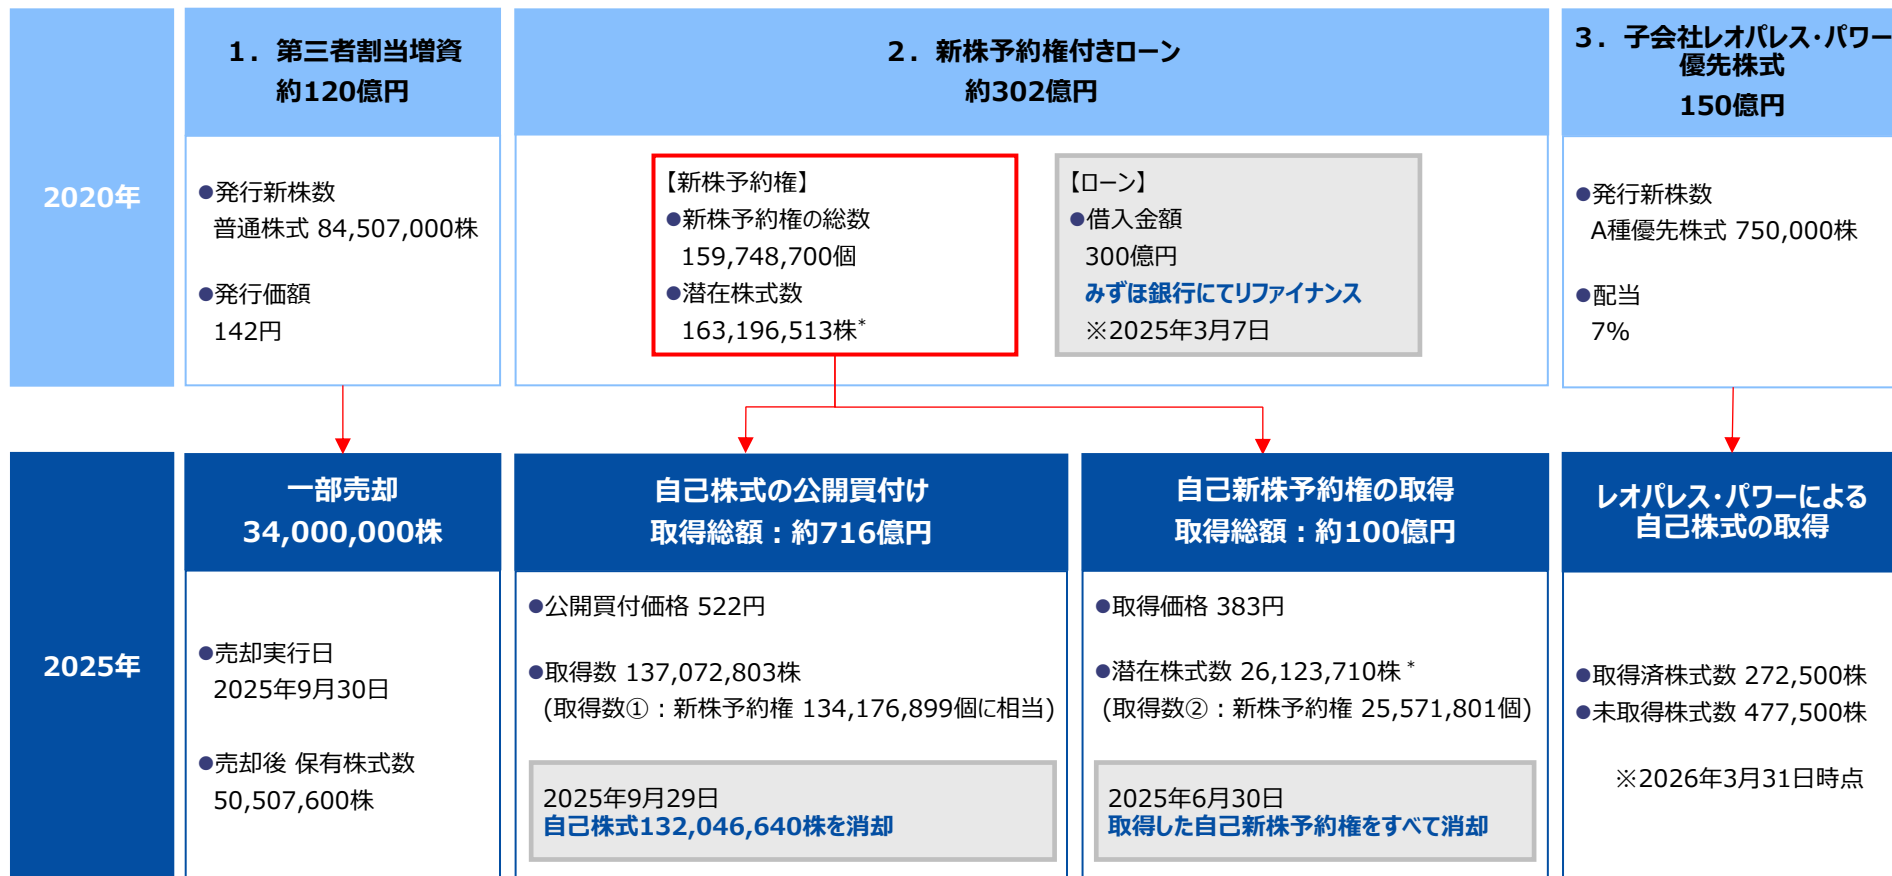 2020年
1. 第三者割当増資
約120億円
●発行新株数
普通株式 84,507,000株
●発行価額
142円
2. 新株予約権付きローン
約302億円
【新株予約権】
●新株予約権の総数
159,748,700個
●潜在株式数
163,196,513株*
【ローン】
●借入金額
300億円
みずほ銀行にてリファイナンス
※2025年3月7日
3. 子会社レオパレス・パワー
優先株式
150億円
●発行新株数
A種優先株式 750,000株
●配当
7%
2025年
一部売却
34,000,000株
●売却実行日
2025年9月30日
●売却後 保有株式数
50,507,600株
自己株式の公開買付け
取得総額：約716億円
●公開買付価格 522円
●取得数 137,072,803株
(取得数①：新株予約権 134,176,899個に相当)
2025年9月29日
自己株式132,046,640株を消却
自己新株予約権の取得
取得総額：約100億円
●取得価格 383円
●潜在株式数 26,123,710株 *
(取得数②：新株予約権 25,571,801個)
2025年6月30日
取得した自己新株予約権をすべて消却
レオパレス・パワーによる
自己株式の取得
●取得済株式数 272,500株
●未取得株式数 477,500株
※2026年3月31日時点